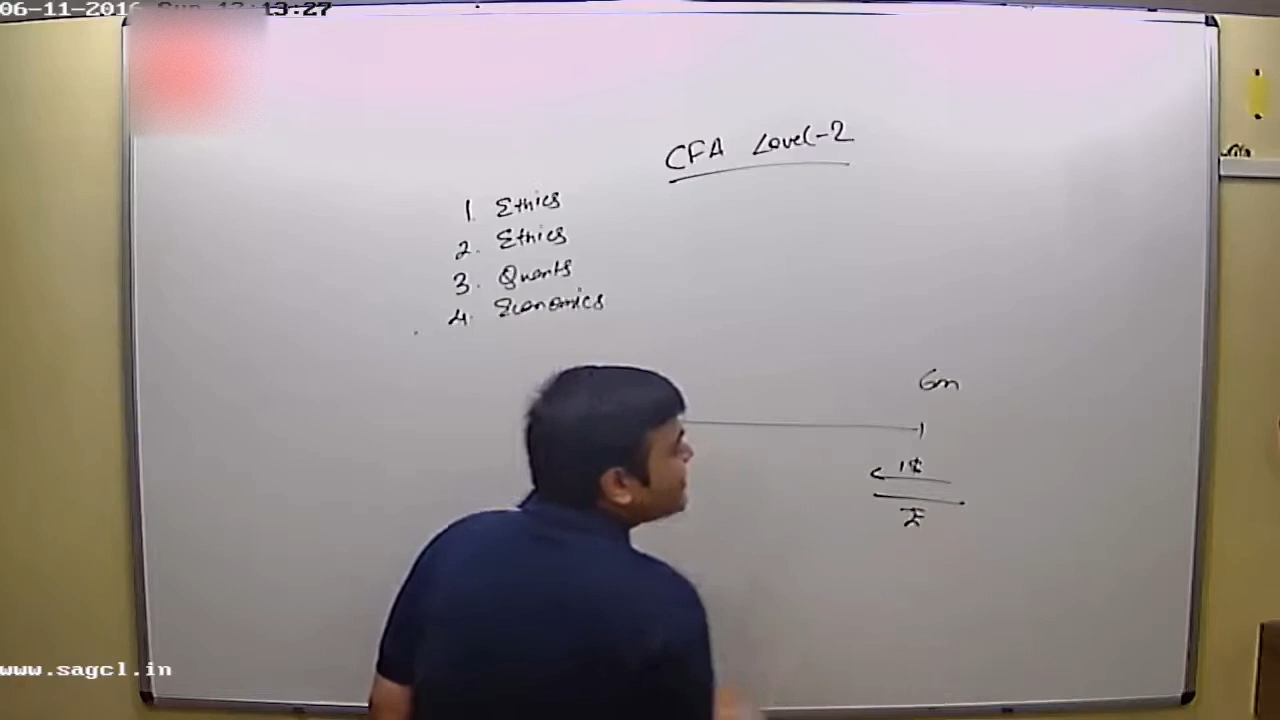 06-11-2016 Sun 13:27
CFA Level-2
1. Ethics
2. Ethics
3. Quants
4. Economics
6m
1$
₹
www.sagcl.in